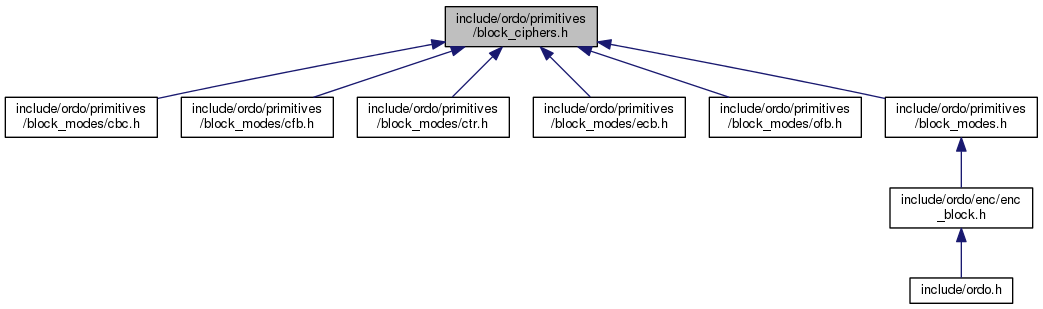 include/ordo/primitives
/block_ciphers.h
include/ordo/primitives
/block_modes/cbc.h
include/ordo/primitives
/block_modes/cfb.h
include/ordo/primitives
/block_modes/ctr.h
include/ordo/primitives
/block_modes/ecb.h
include/ordo/primitives
/block_modes/ofb.h
include/ordo/primitives
/block_modes.h
include/ordo/enc/enc
_block.h
include/ordo.h